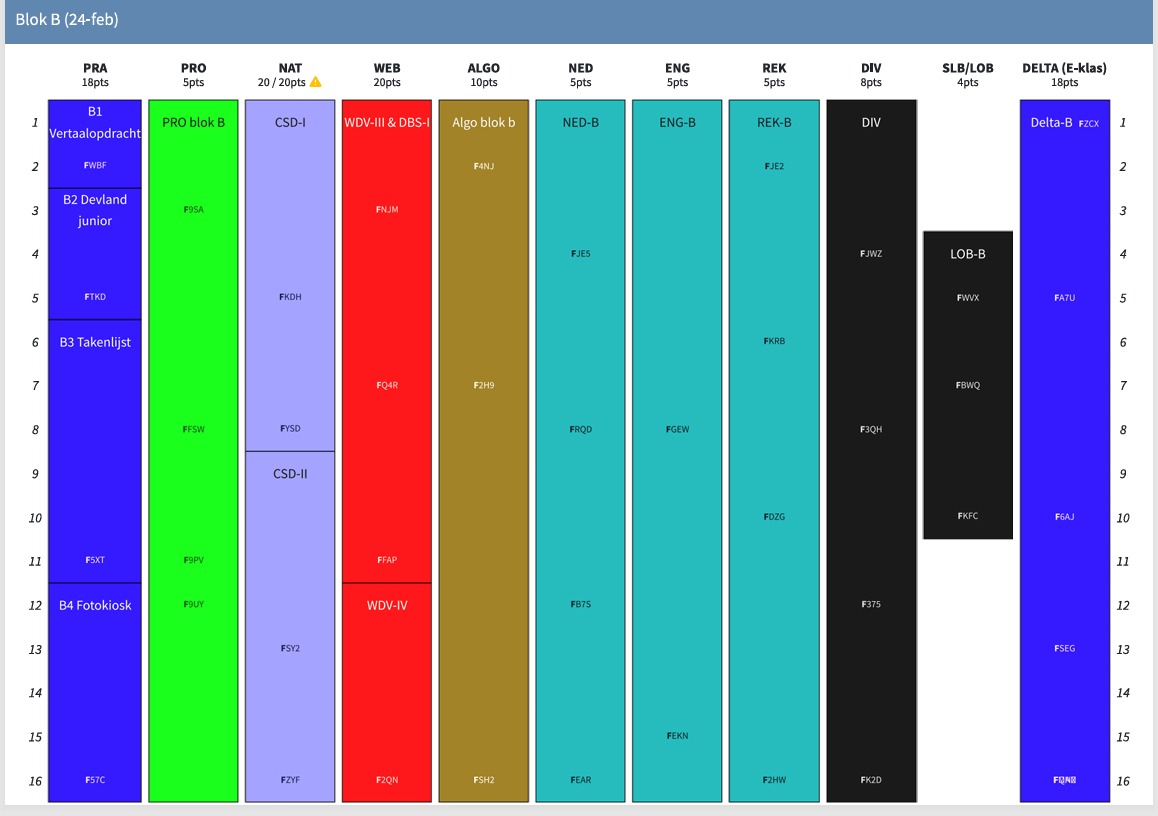 Blok B (24-feb)
PRA PRO NAT WEB ALGO NED ENG REK DIV SLB/LOB DELTA (E-klas)
18pts 5pts 20 / 20pts 20pts 10pts 5pts 5pts 5pts 8pts 4pts 18pts
B1
1 Vertaalopdracht PRO blok B CSD-I WDV-III & DBS-I Algo blok b NED-B ENG-B REK-B DIV Delta-B FZCX 1
2 FWBF F4NJ FJE2 2
B2 Devland
3 junior F9SA FNJM 3
4 FJE5 FJWZ LOB-B 4
5 FTKD FKDH FWVX FA7U 5
6 B3 Takenlijst FKRB 6
7 FQ4R F2H9 FBWQ 7
8 FFSW FYSD FRQD FGEW F3QH 8
9 CSD-II 9
10 FDZG FKFC F6AJ 10
11 F5XT F9PV FFAP 11
12 B4 Fotokiosk F9UY WDV-IV FB7S F375 12
13 FSY2 FSEG 13
14 14
15 FEKN 15
16 F57C FZYF F2QN FSH2 FEAR F2HW FK2D 16